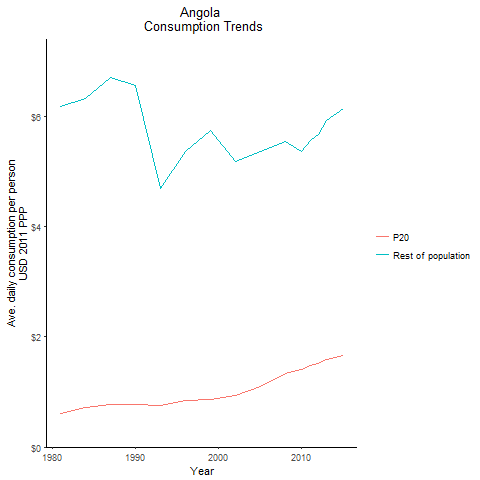 Angola
Consumption Trends
Ave. daily consumption per person
USD 2011 PPP
$6
$4
$2
$0
1980
1990
2000
2010
Year
P20
Rest of population